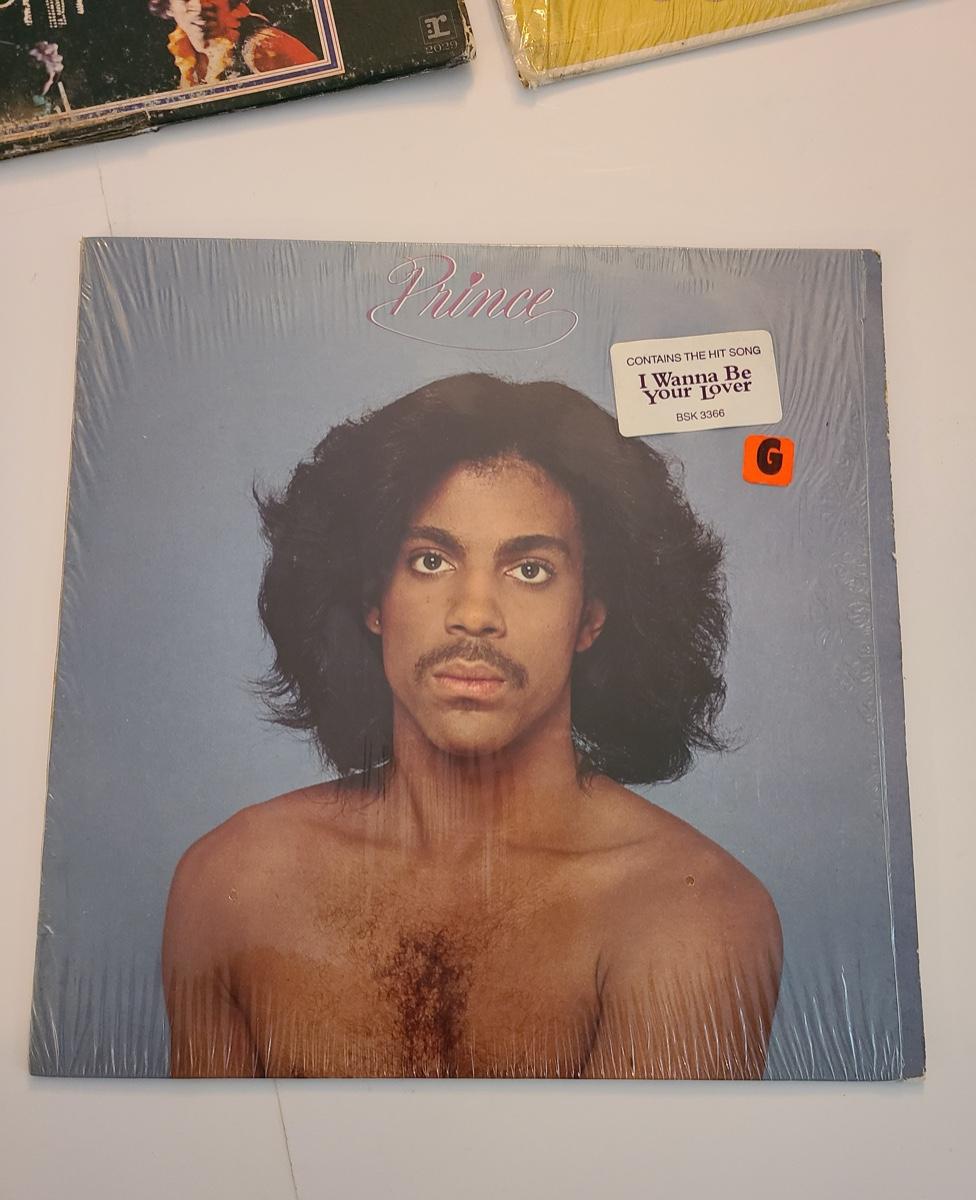 2029
Prince
CONTAINS THE HIT SONG
I Wanna Be
Your Lover
BSK 3366
G